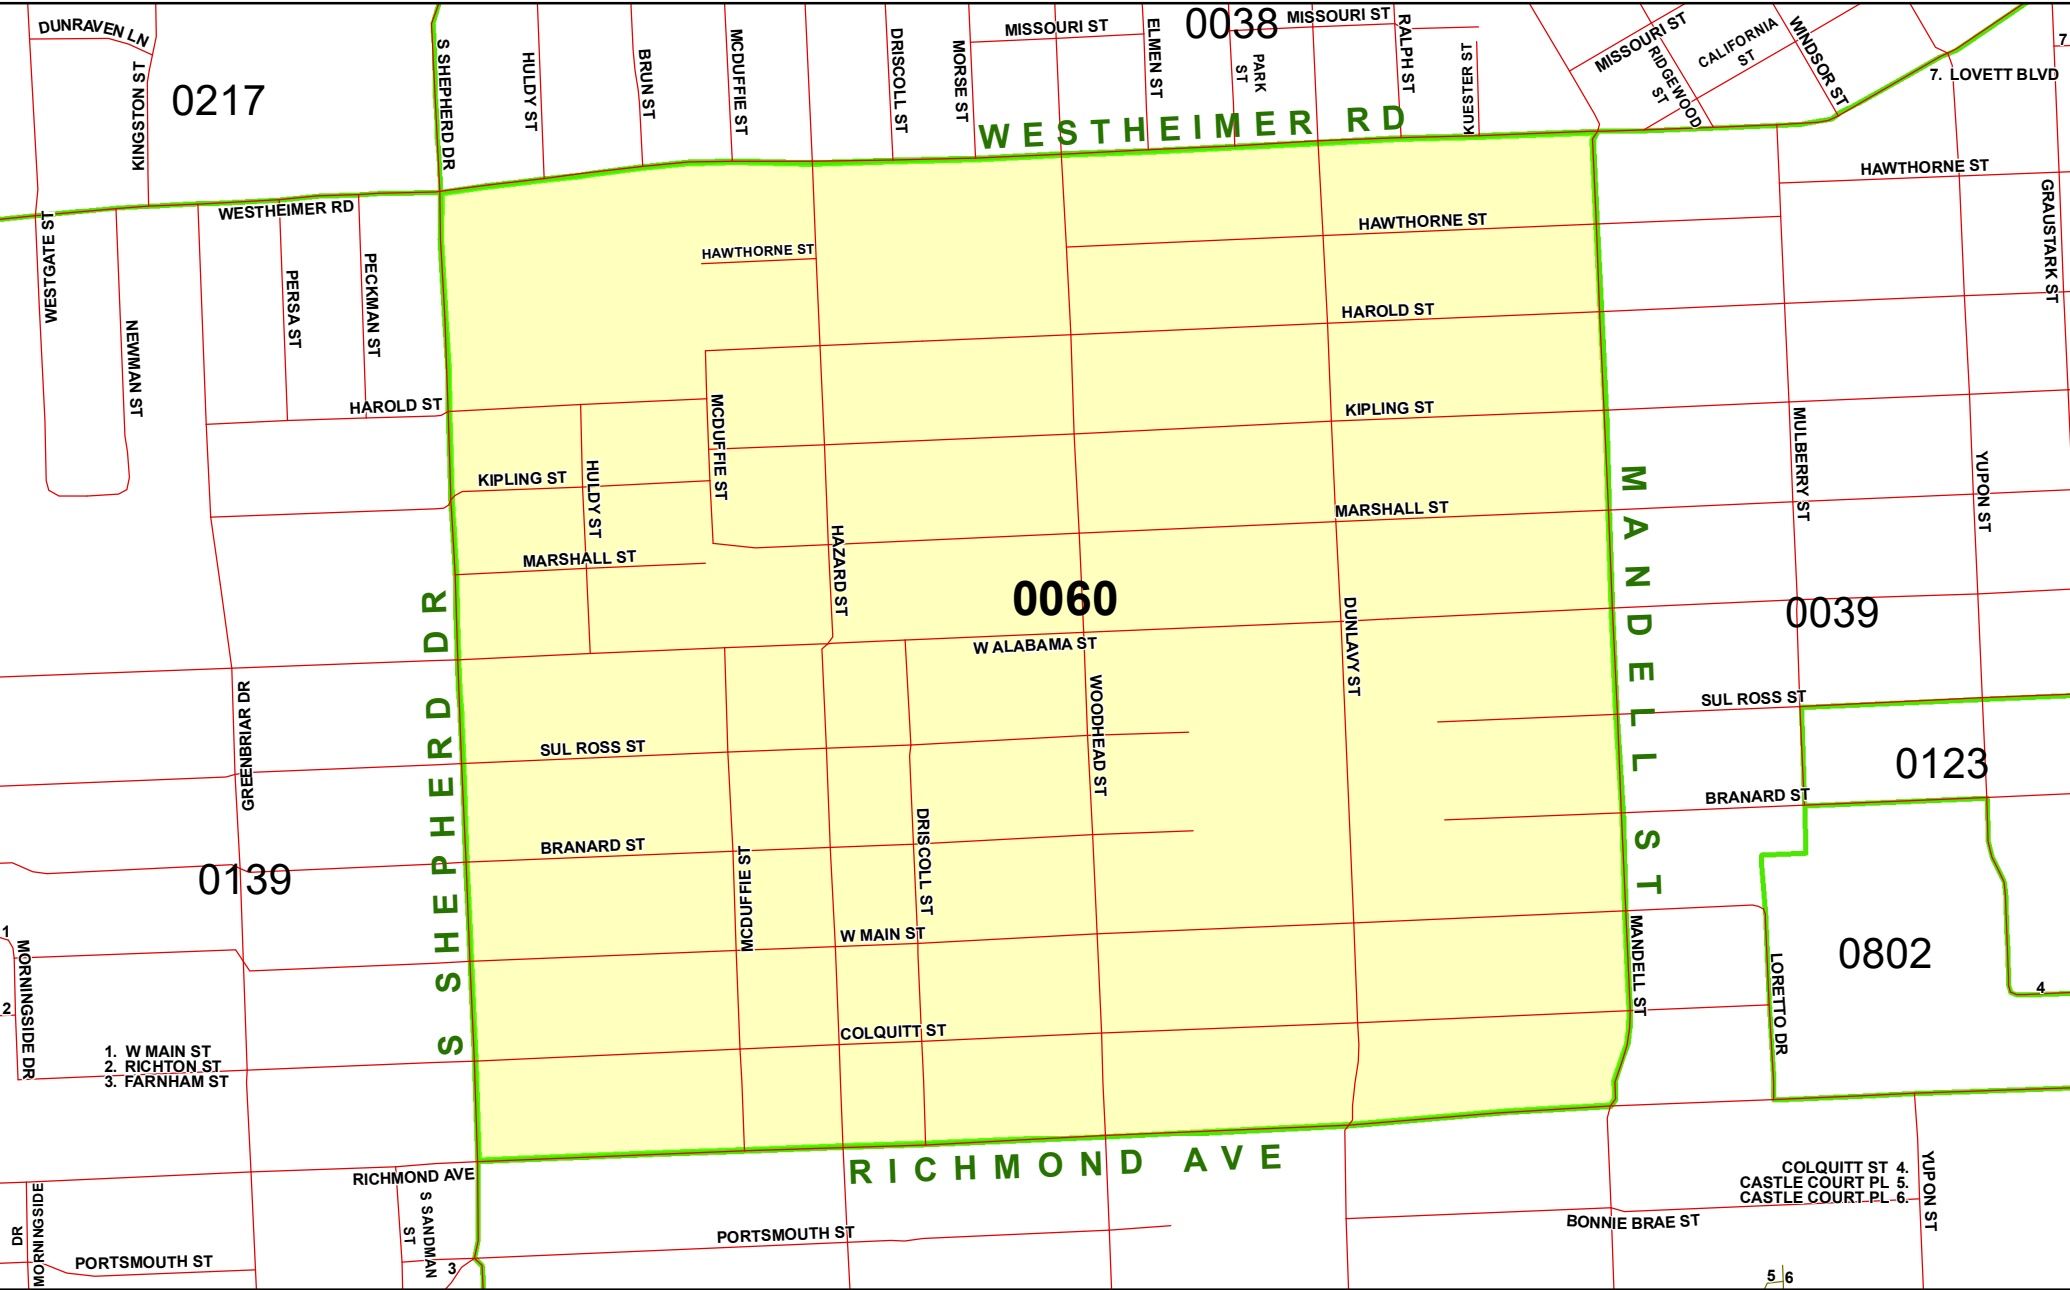 DUNRAVEN LN
KINGSTON ST
0217
S SHEPHERD DR
HULDY ST
BRUN ST
MCDUFFIE ST
DRISCOLL ST
MORSE ST
MISSOURI ST
ELMEN ST
0038
MISSOURI ST
PARK
ST
RALPH ST
KUESTER ST
MISSOURI ST
RIDGEWOOD
ST
CALIFORNIA
ST
WINDSOR ST
7
7. LOVETT BLVD
WESTHEIMER RD
WESTHEIMER RD
HAWTHORNE ST
GRAUSTARK ST
WESTGATE ST
NEWMAN ST
PERSA ST
PECKMAN ST
HAWTHORNE ST
HAWTHORNE ST
HAROLD ST
HAROLD ST
KIPLING ST
MCDUFFIE ST
KIPLING ST
HULDY ST
MARSHALL ST
MARSHALL ST
HAZARD ST
MULBERRY ST
YUPON ST
MANDELL ST
0060
0039
DUNLAVY ST
W ALABAMA ST
WOODHEAD ST
S SHEPHERD DR
GREENBRIAR DR
SUL ROSS ST
SUL ROSS ST
0123
BRANARD ST
BRANARD ST
DRISCOLL ST
MCDUFFIE ST
0139
W MAIN ST
MANDELL ST
LORETTO DR
0802
4
1
2
MORNINGSIDE DR
COLQUITT ST
1. W MAIN ST
2. RICHTON ST
3. FARNHAM ST
RICHMOND AVE
RICHMOND AVE
S SANDMAN
ST
MORNINGSIDE
DR
PORTSMOUTH ST
3
PORTSMOUTH ST
COLQUITT ST 4.
CASTLE COURT PL 5.
CASTLE COURT PL 6.
BONNIE BRAE ST
YUPON ST
5
6